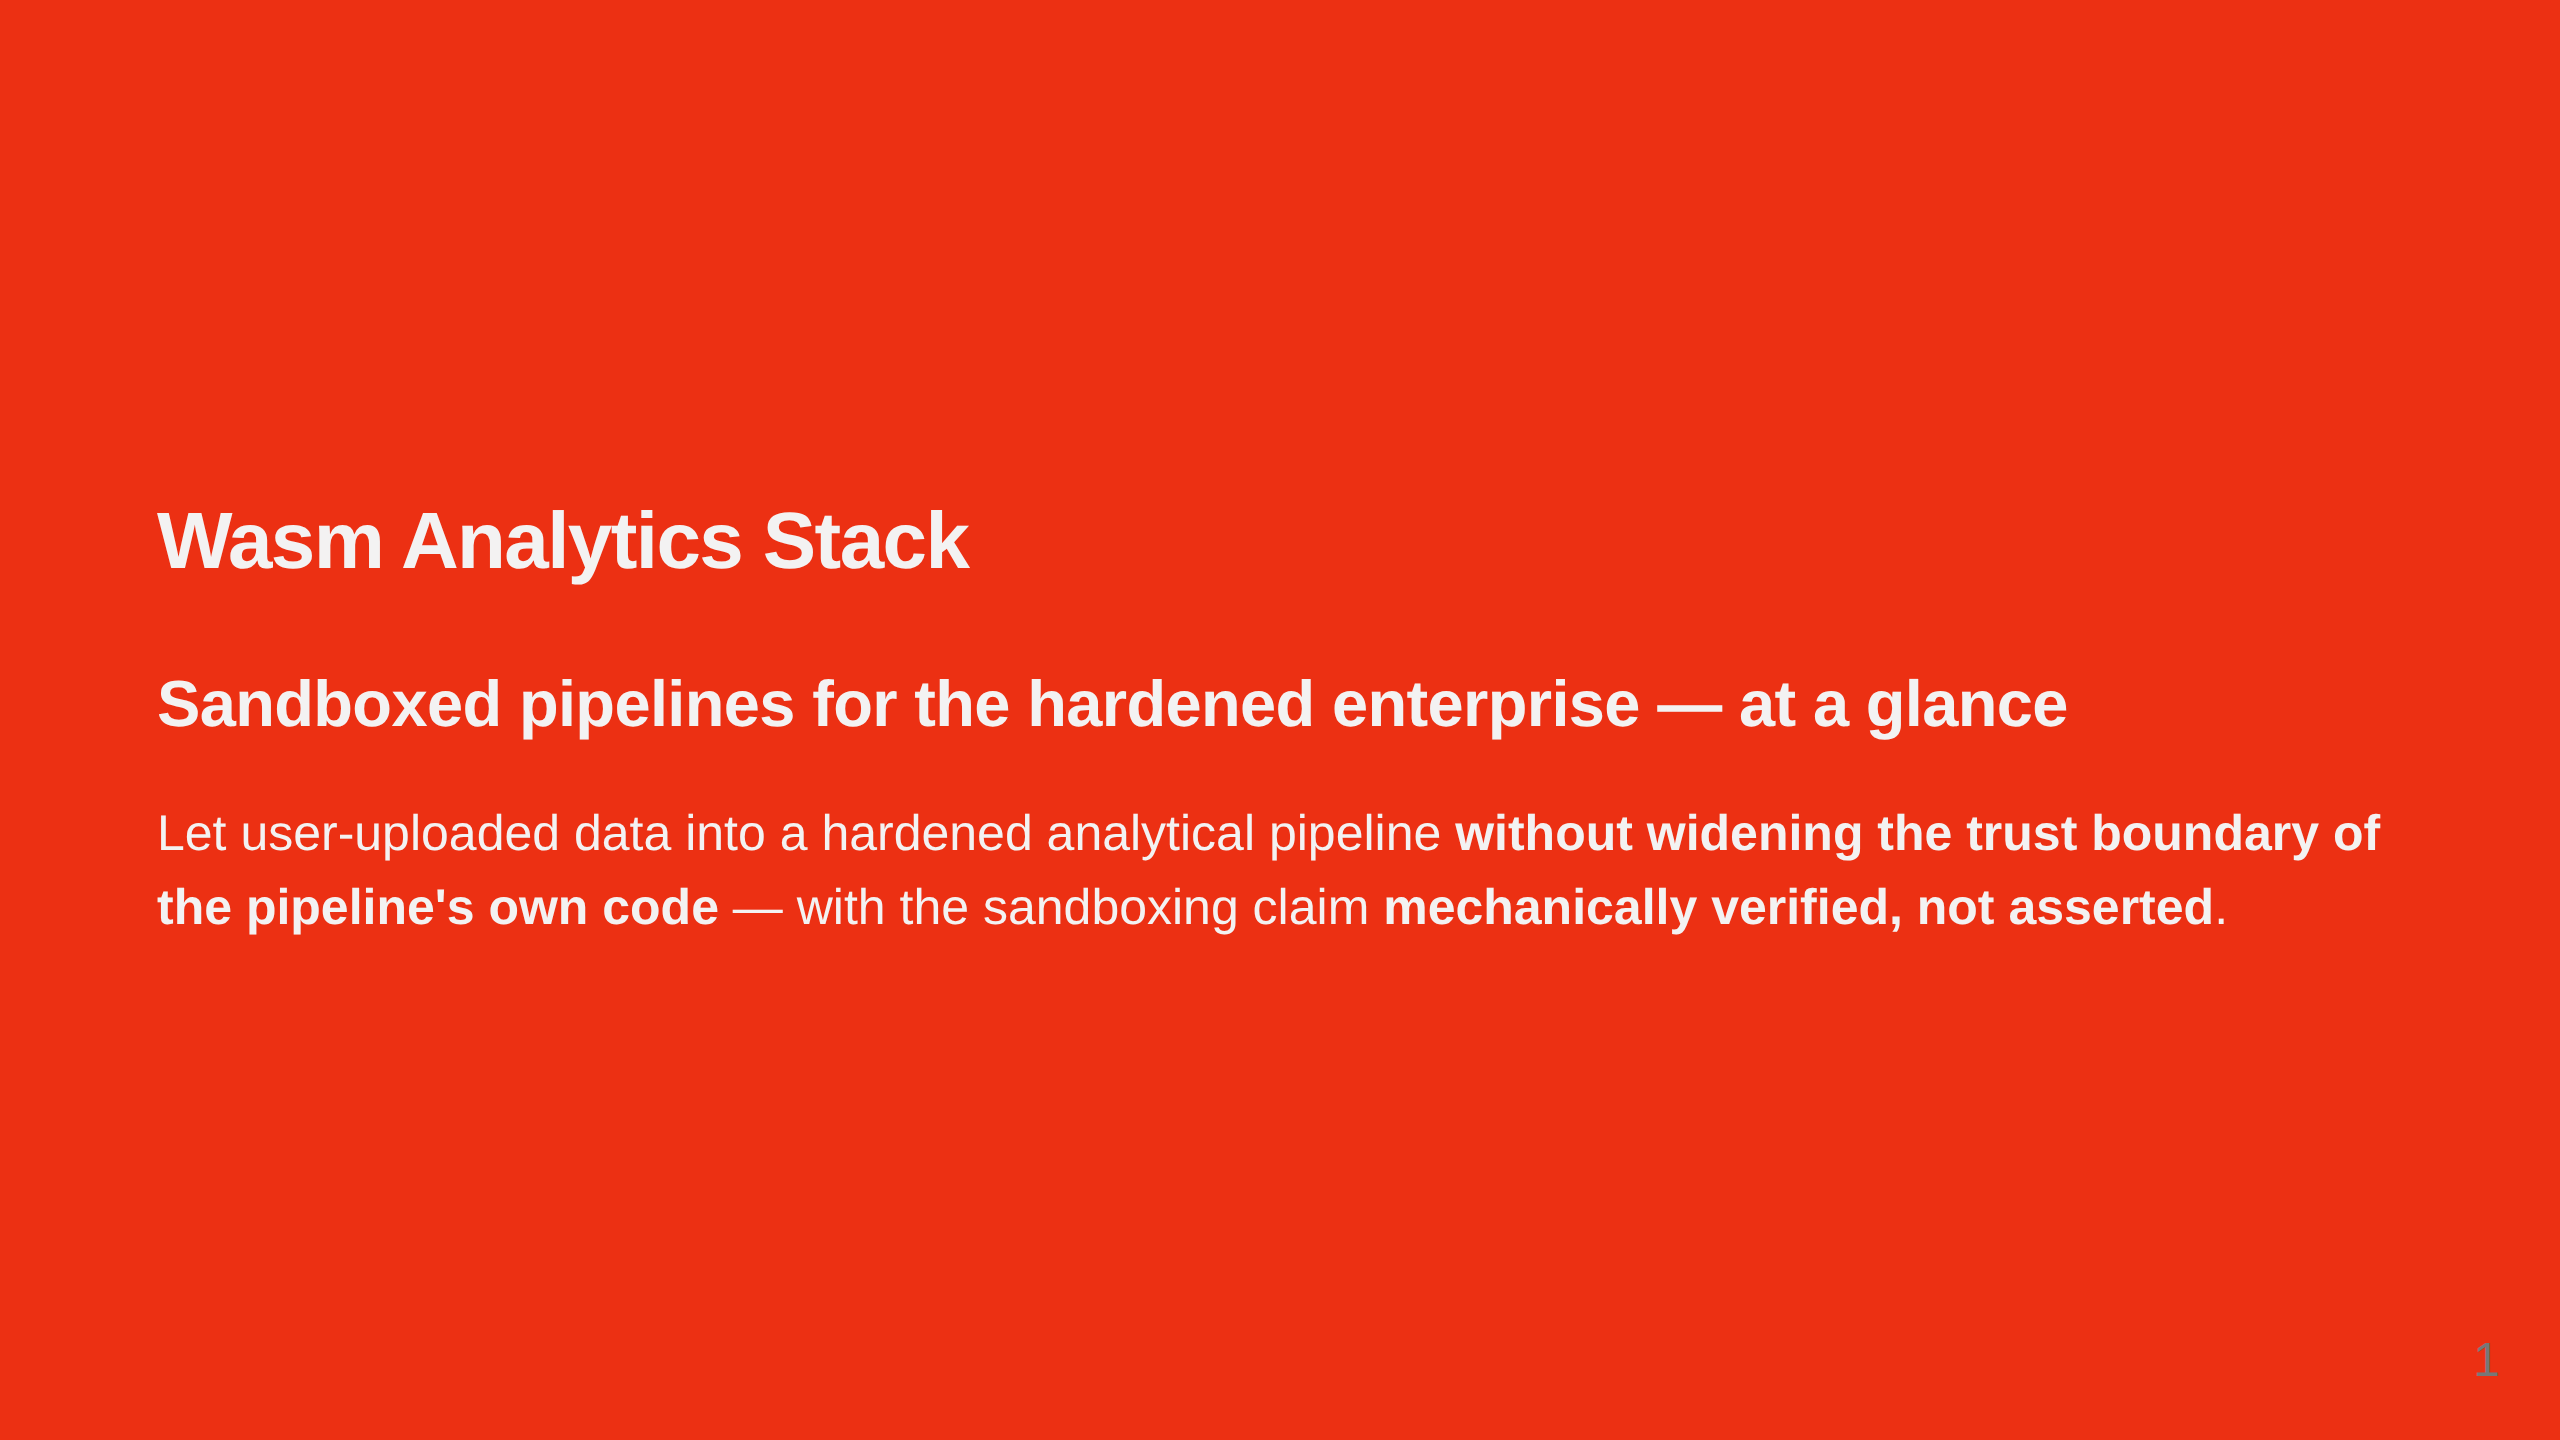 Wasm Analytics Stack
Sandboxed pipelines for the hardened enterprise — at a glance
Let user-uploaded data into a hardened analytical pipeline without widening the trust boundary of
the pipeline's own code — with the sandboxing claim mechanically verified, not asserted.
1